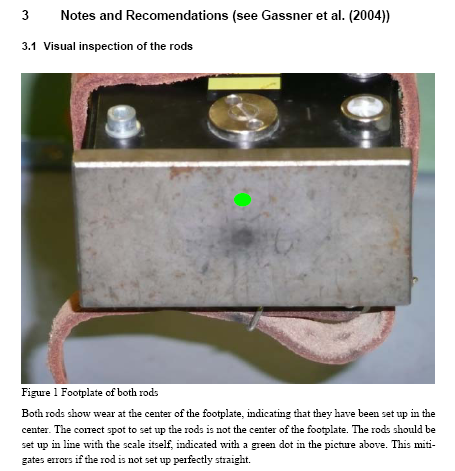 3 Notes and Recomendations (see Gassner et al. (2004))
3.1 Visual inspection of the rods
Figure 1 Footplate of both rods
Both rods show wear at the center of the footplate, indicating that they have been set up in the
center. The correct spot to set up the rods is not the center of the footplate. The rods should be
set up in line with the scale itself, indicated with a green dot in the picture above. This miti-
gates errors if the rod is not set up perfectly straight.